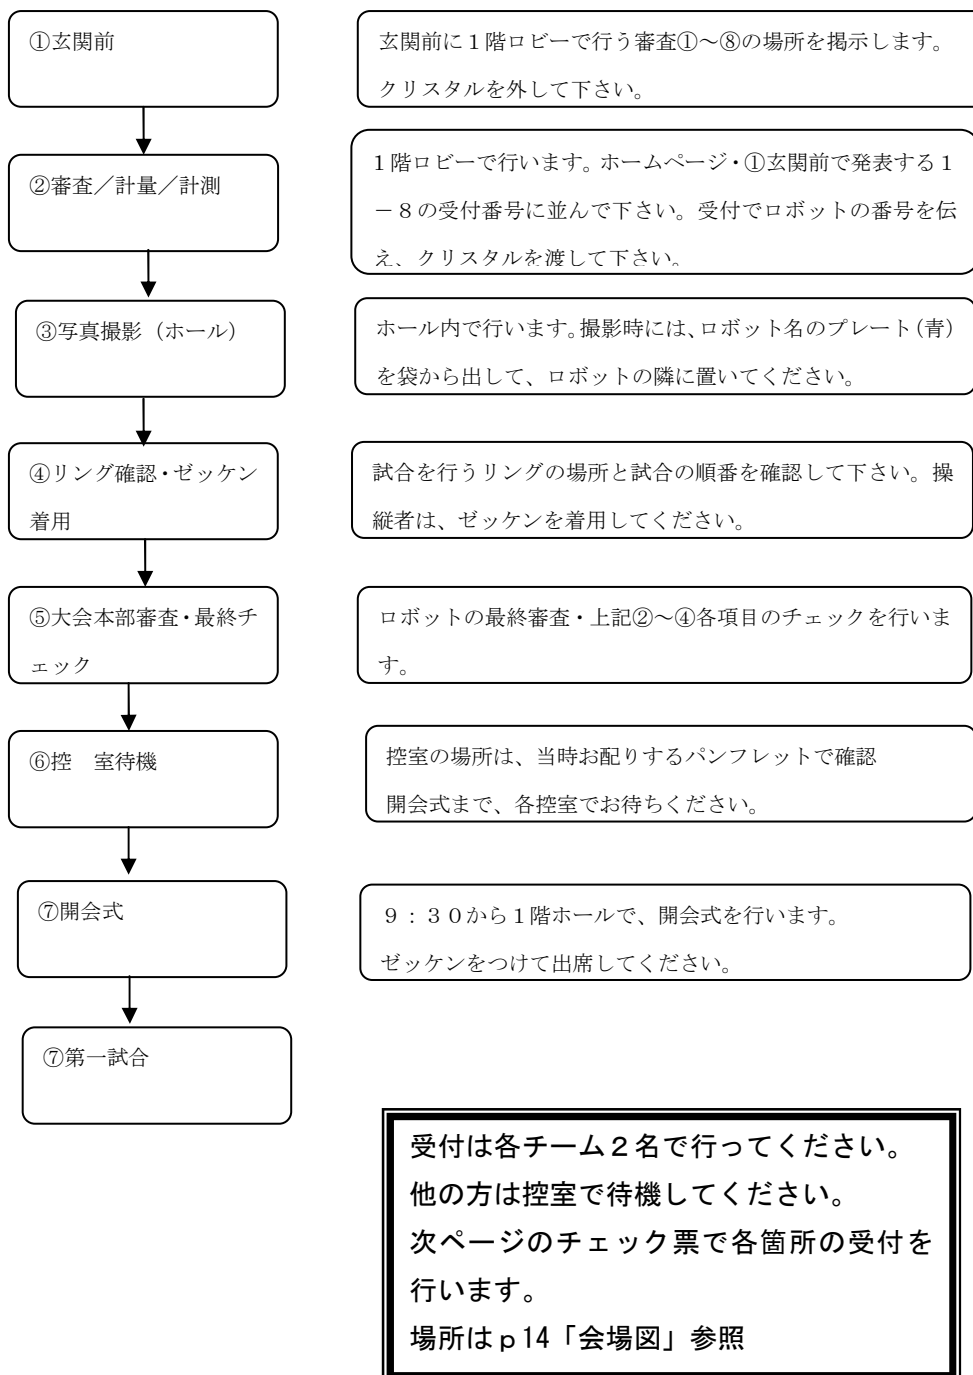 ①玄関前
玄関前に１階ロビーで行う審査①～⑧の場所を掲示します。
クリスタルを外して下さい。
②審査／計量／計測
１階ロビーで行います。ホームページ・①玄関前で発表する１
－８の受付番号に並んで下さい。受付でロボットの番号を伝
え、クリスタルを渡して下さい。
③写真撮影（ホール）
ホール内で行います。撮影時には、ロボット名のプレート（青）
を袋から出して、ロボットの隣に置いてください。
④リング確認・ゼッケン
着用
試合を行うリングの場所と試合の順番を確認して下さい。操
縦者は、ゼッケンを着用してください。
⑤大会本部審査・最終チ
ェック
ロボットの最終審査・上記②～④各項目のチェックを行いま
す。
⑥控　室待機
控室の場所は、当時お配りするパンフレットで確認
開会式まで、各控室でお待ちください。
⑦開会式
９：３０から１階ホールで、開会式を行います。
ゼッケンをつけて出席してください。
⑦第一試合
受付は各チーム２名で行ってください。
他の方は控室で待機してください。
次ページのチェック票で各箇所の受付を
行います。
場所はｐ14「会場図」参照